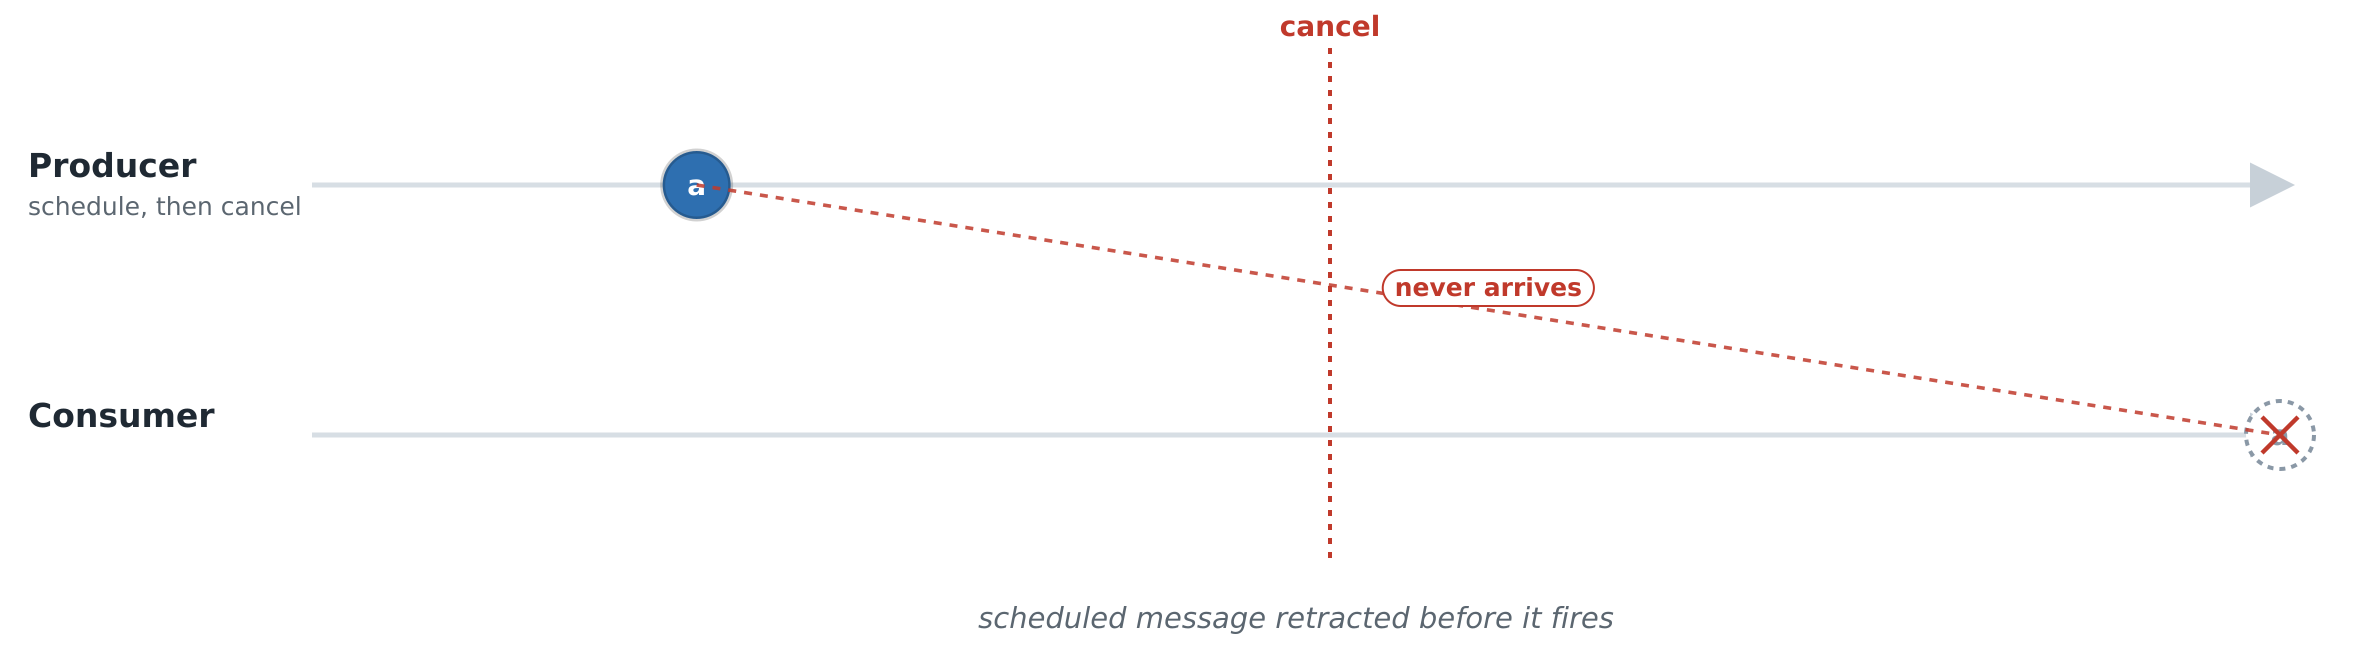 cancel
Producer
a
schedule, then cancel
never arrives
Consumer
scheduled message retracted before it fires